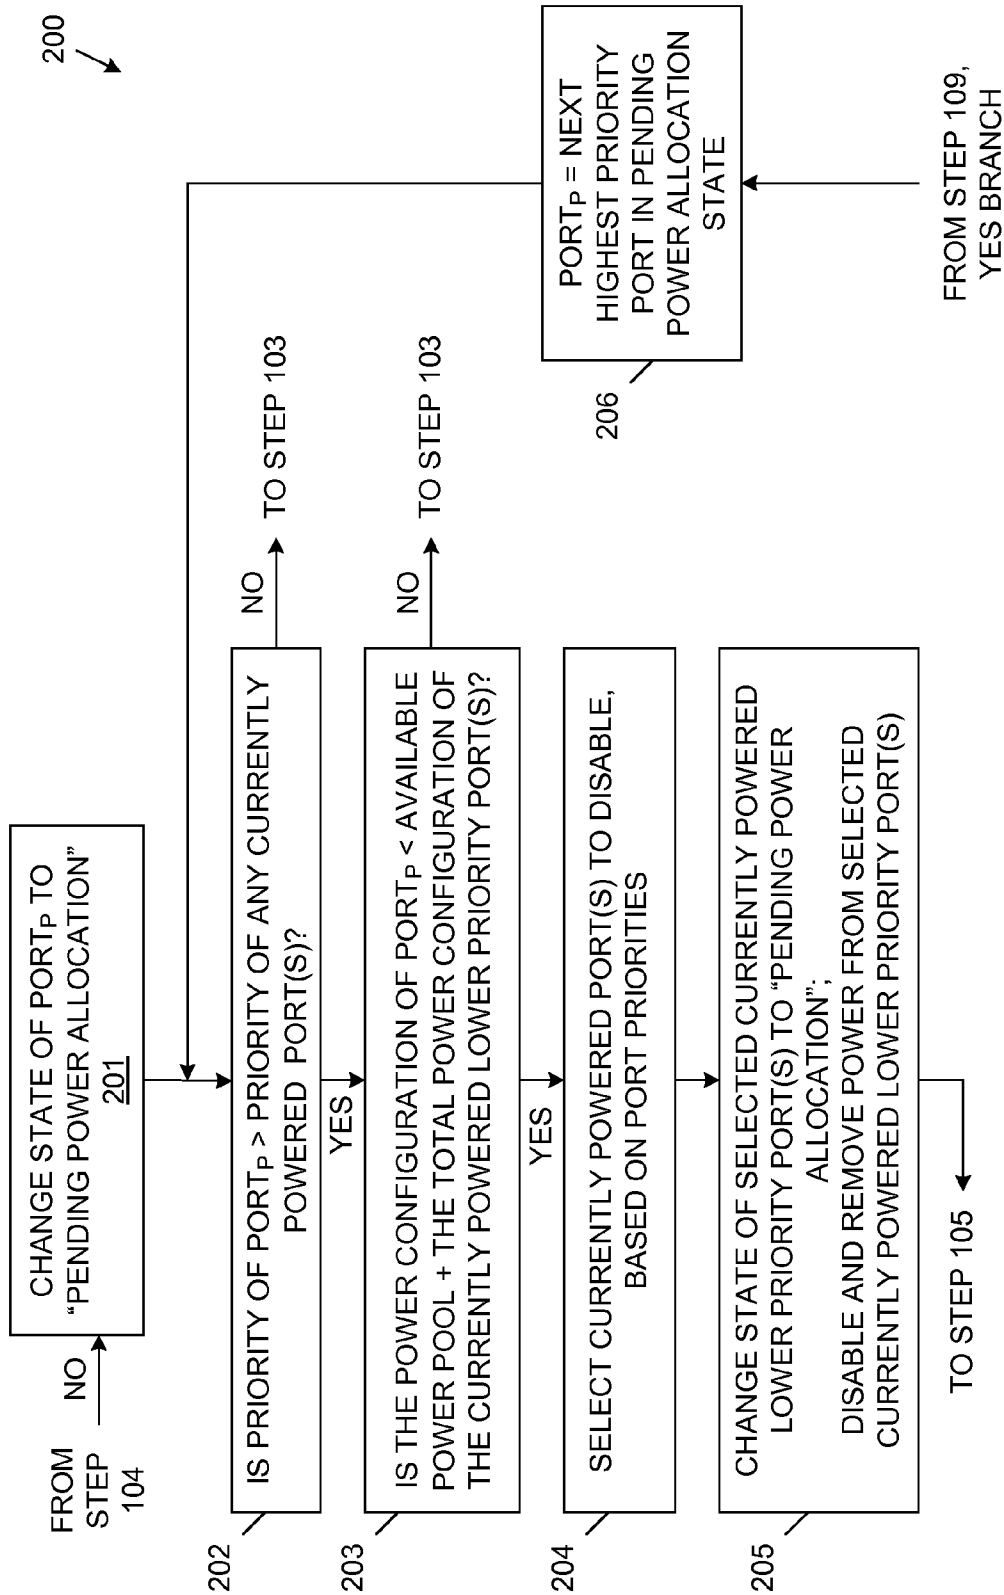 200
FROM
STEP
104
NO
CHANGE STATE OF PORTP TO
“PENDING POWER ALLOCATION”
201
202
IS PRIORITY OF PORTP > PRIORITY OF ANY CURRENTLY
POWERED PORT(S)?
NO
TO STEP 103
YES
203
IS THE POWER CONFIGURATION OF PORTP < AVAILABLE
POWER POOL + THE TOTAL POWER CONFIGURATION OF
THE CURRENTLY POWERED LOWER PRIORITY PORT(S)?
NO
TO STEP 103
YES
204
SELECT CURRENTLY POWERED PORT(S) TO DISABLE,
BASED ON PORT PRIORITIES
205
CHANGE STATE OF SELECTED CURRENTLY POWERED
LOWER PRIORITY PORT(S) TO “PENDING POWER
ALLOCATION”;
DISABLE AND REMOVE POWER FROM SELECTED
CURRENTLY POWERED LOWER PRIORITY PORT(S)
TO STEP 105
206
PORTP = NEXT
HIGHEST PRIORITY
PORT IN PENDING
POWER ALLOCATION
STATE
FROM STEP 109,
YES BRANCH